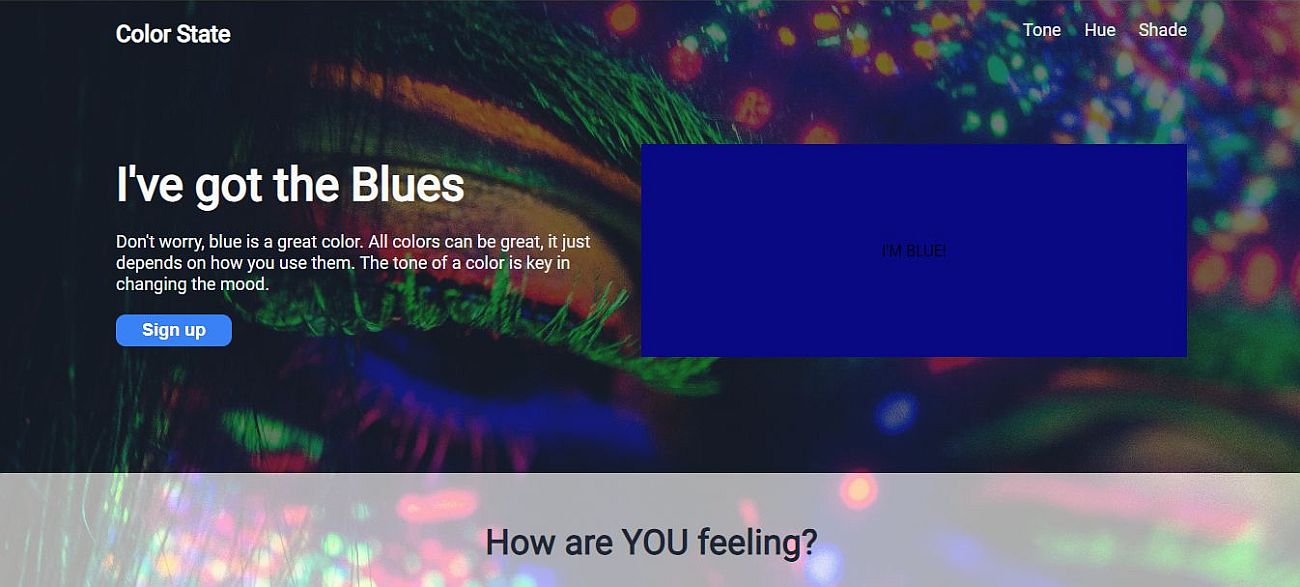 Color State
Tone Hue Shade
I've got the Blues
Don't worry, blue is a great color. All colors can be great, it just
depends on how you use them. The tone of a color is key in
changing the mood.
Sign up
I'M BLUE!
How are YOU feeling?